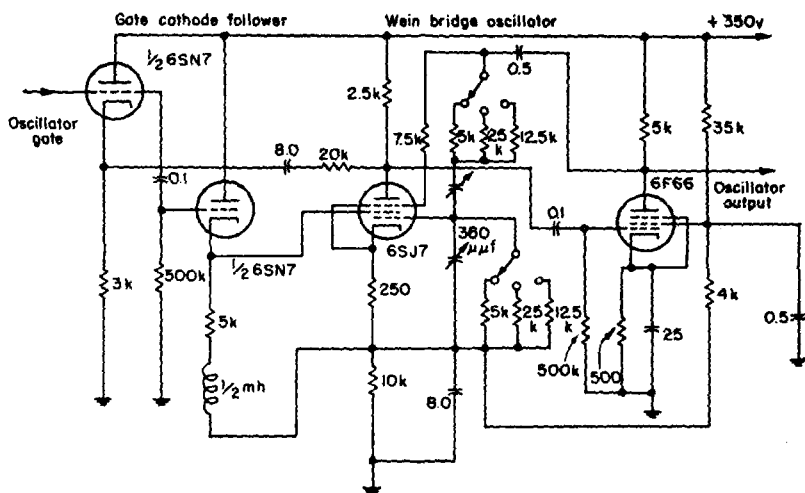 Gate cathode follower
Wein bridge oscillator
+ 350v
1/2 6SN7
0.5
2.5k
7.5k
5k
25
k
12.5k
5k
35k
Oscillator
gate
8.0
20k
0.1
6F66
Oscillator
output
0.1
360
μμf
6SJ7
1/2 6SN7
3k
500k
250
5k
25
k
12.5
k
4k
5k
25
0.5
500k
500
1/2 mh
10k
8.0